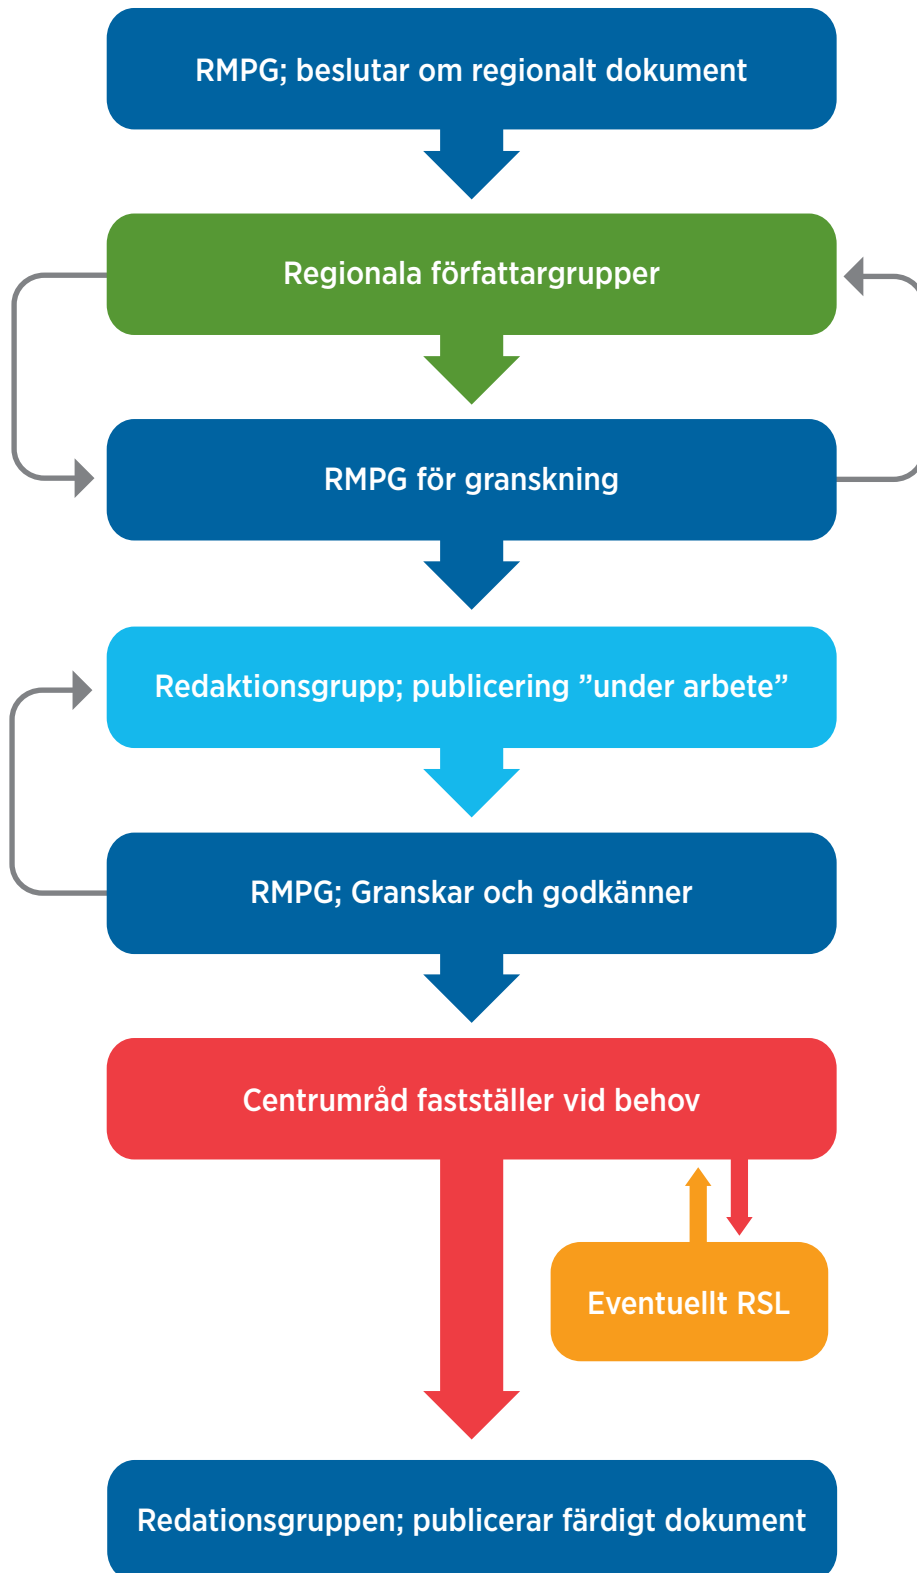 RMPG; beslutar om regionalt dokument
Regionala författargrupper
RMPG för granskning
Redaktionsgrupp; publicering ”under arbete”
RMPG; Granskar och godkänner
Centrumråd fastställer vid behov
Eventuellt RSL
Redationsgruppen; publicerar färdigt dokument